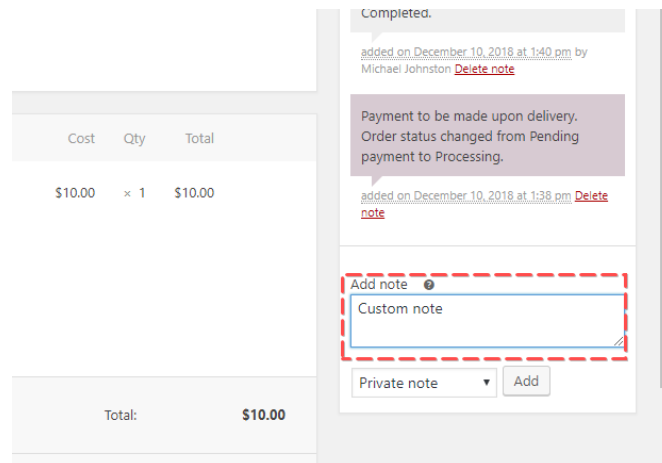 Completed.
added on December 10, 2018 at 1:40 pm by
Michael Johnston Delete note
Payment to be made upon delivery.
Order status changed from Pending
payment to Processing.
added on December 10, 2018 at 1:38 pm Delete
note
Cost Qty Total
$10.00 × 1 $10.00
Add note ?
Custom note
Private note ▼ Add
Total: $10.00